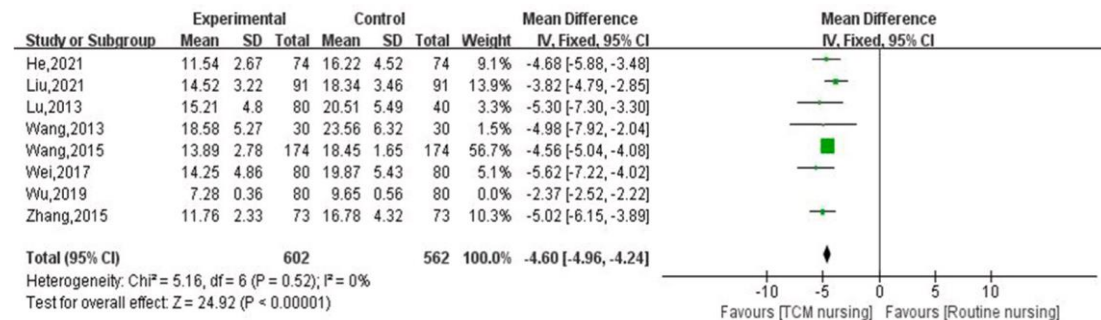 Experimental Control Mean Difference Mean Difference
Study or Subgroup Mean SD Total Mean SD Total Weight IV, Fixed, 95% CI IV, Fixed, 95% CI
He,2021 11.54 2.67 74 16.22 4.52 74 9.1% -4.68 [-5.88, -3.48]
Liu,2021 14.52 3.22 91 18.34 3.46 91 13.9% -3.82 [-4.79, -2.85]
Lu,2013 15.21 4.8 80 20.51 5.49 40 3.3% -5.30 [-7.30, -3.30]
Wang,2013 18.58 5.27 30 23.56 6.32 30 1.5% -4.98 [-7.92, -2.04]
Wang,2015 13.89 2.78 174 18.45 1.65 174 56.7% -4.56 [-5.04, -4.08]
Wei,2017 14.25 4.86 80 19.87 5.43 80 5.1% -5.62 [-7.22, -4.02]
Wu,2019 7.28 0.36 80 9.65 0.56 80 0.0% -2.37 [-2.52, -2.22]
Zhang,2015 11.76 2.33 73 16.78 4.32 73 10.3% -5.02 [-6.15, -3.89]
Total (95% CI) 602 562 100.0% -4.60 [-4.96, -4.24]
Heterogeneity: Chi² = 5.16, df = 6 (P = 0.52); I² = 0%
Test for overall effect: Z = 24.92 (P < 0.00001)
-10 -5 0 5 10
Favours [TCM nursing] Favours [Routine nursing]